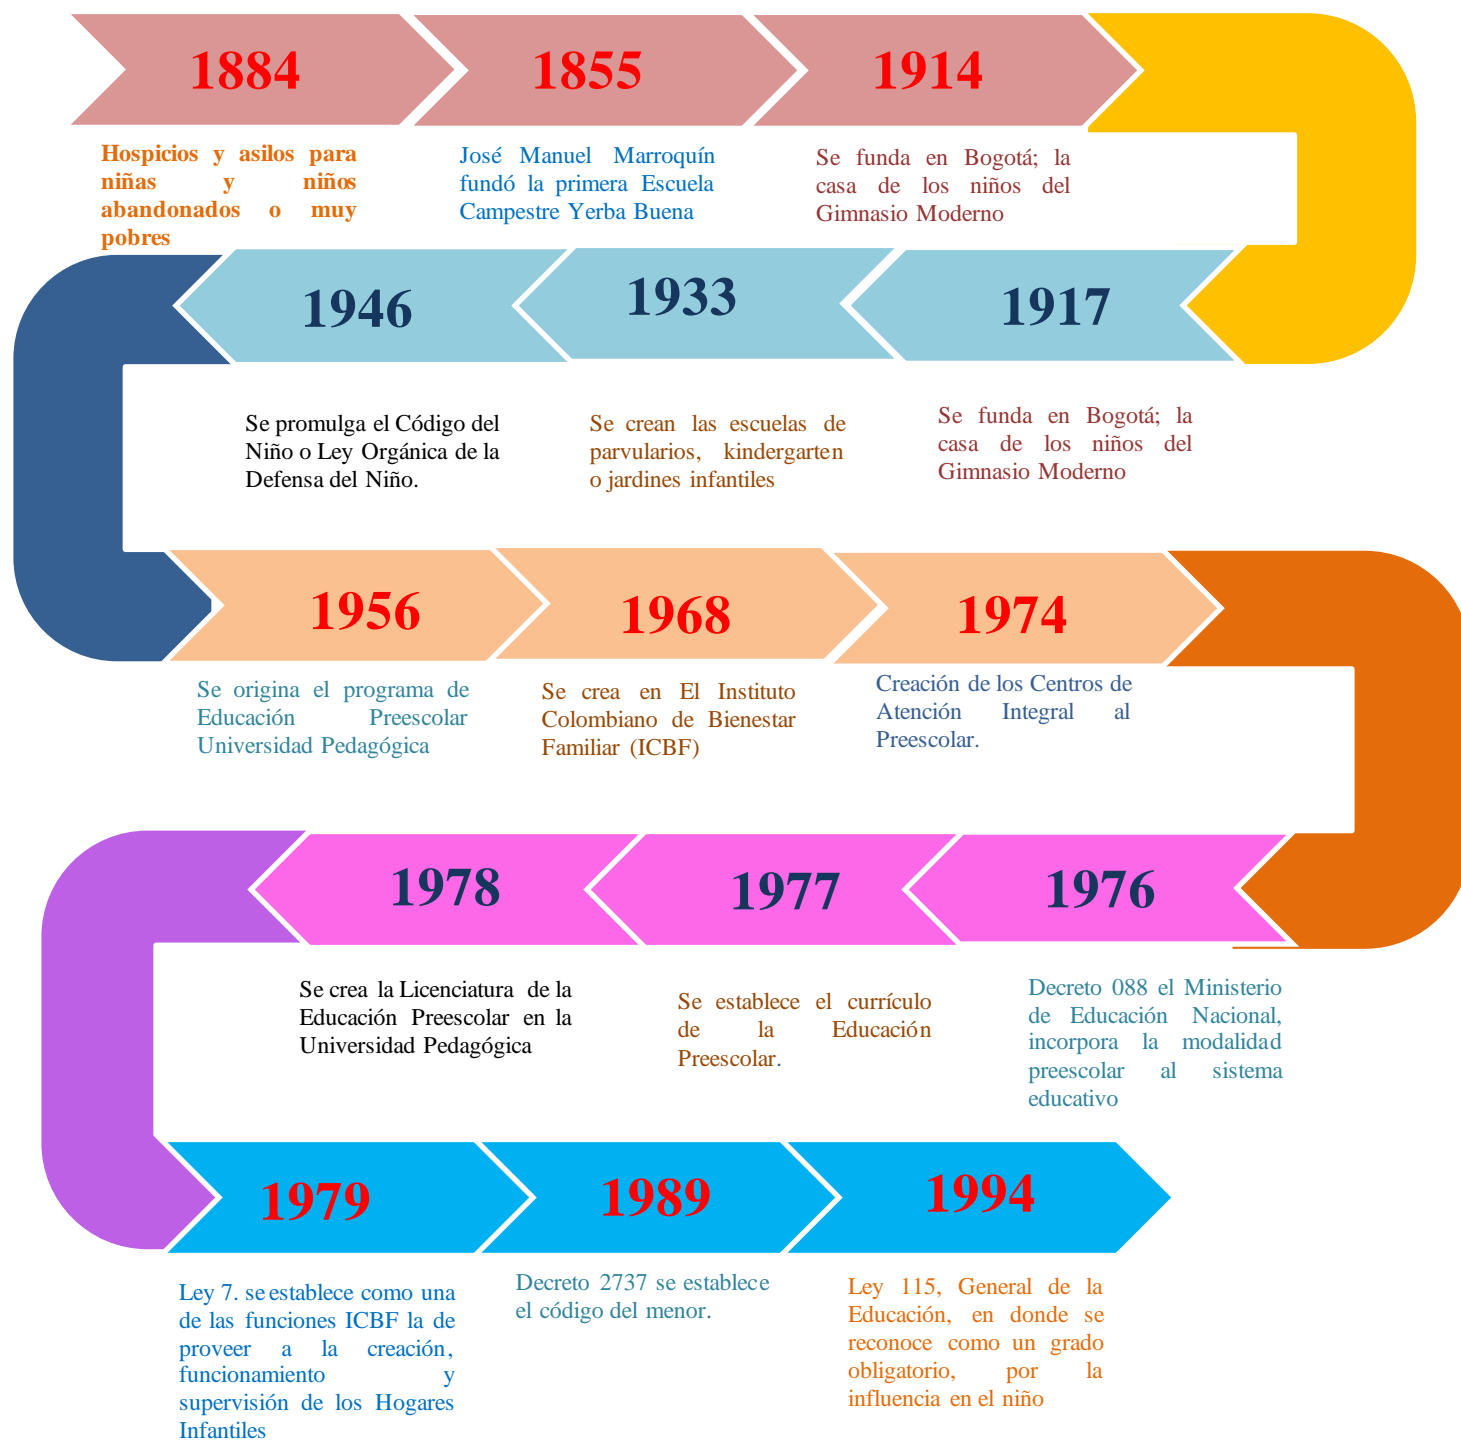 1884
Hospicios y asilos para
niñas y niños
abandonados o muy
pobres
1855
José Manuel Marroquín
fundó la primera Escuela
Campestre Yerba Buena
1914
Se funda en Bogotá; la
casa de los niños del
Gimnasio Moderno
1917
Se funda en Bogotá; la
casa de los niños del
Gimnasio Moderno
1933
Se crean las escuelas de
parvularios, kindergarten
o jardines infantiles
1946
Se promulga el Código del
Niño o Ley Orgánica de la
Defensa del Niño.
1956
Se origina el programa de
Educación Preescolar
Universidad Pedagógica
1968
Se crea en El Instituto
Colombiano de Bienestar
Familiar (ICBF)
1974
Creación de los Centros de
Atención Integral al
Preescolar.
1976
Decreto 088 el Ministerio
de Educación Nacional,
incorpora la modalidad
preescolar al sistema
educativo
1977
Se establece el currículo
de la Educación
Preescolar.
1978
Se crea la Licenciatura de la
Educación Preescolar en la
Universidad Pedagógica
1979
Ley 7. se establece como una
de las funciones ICBF la de
proveer a la creación,
funcionamiento y
supervisión de los Hogares
Infantiles
1989
Decreto 2737 se establece
el código del menor.
1994
Ley 115, General de la
Educación, en donde se
reconoce como un grado
obligatorio, por la
influencia en el niño